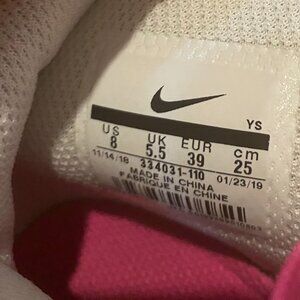 YS
US UK EUR cm
8 5.5 39 25
11/14/18 334031-110 01/23/19
MADE IN CHINA
FABRIQUE EN CHINE